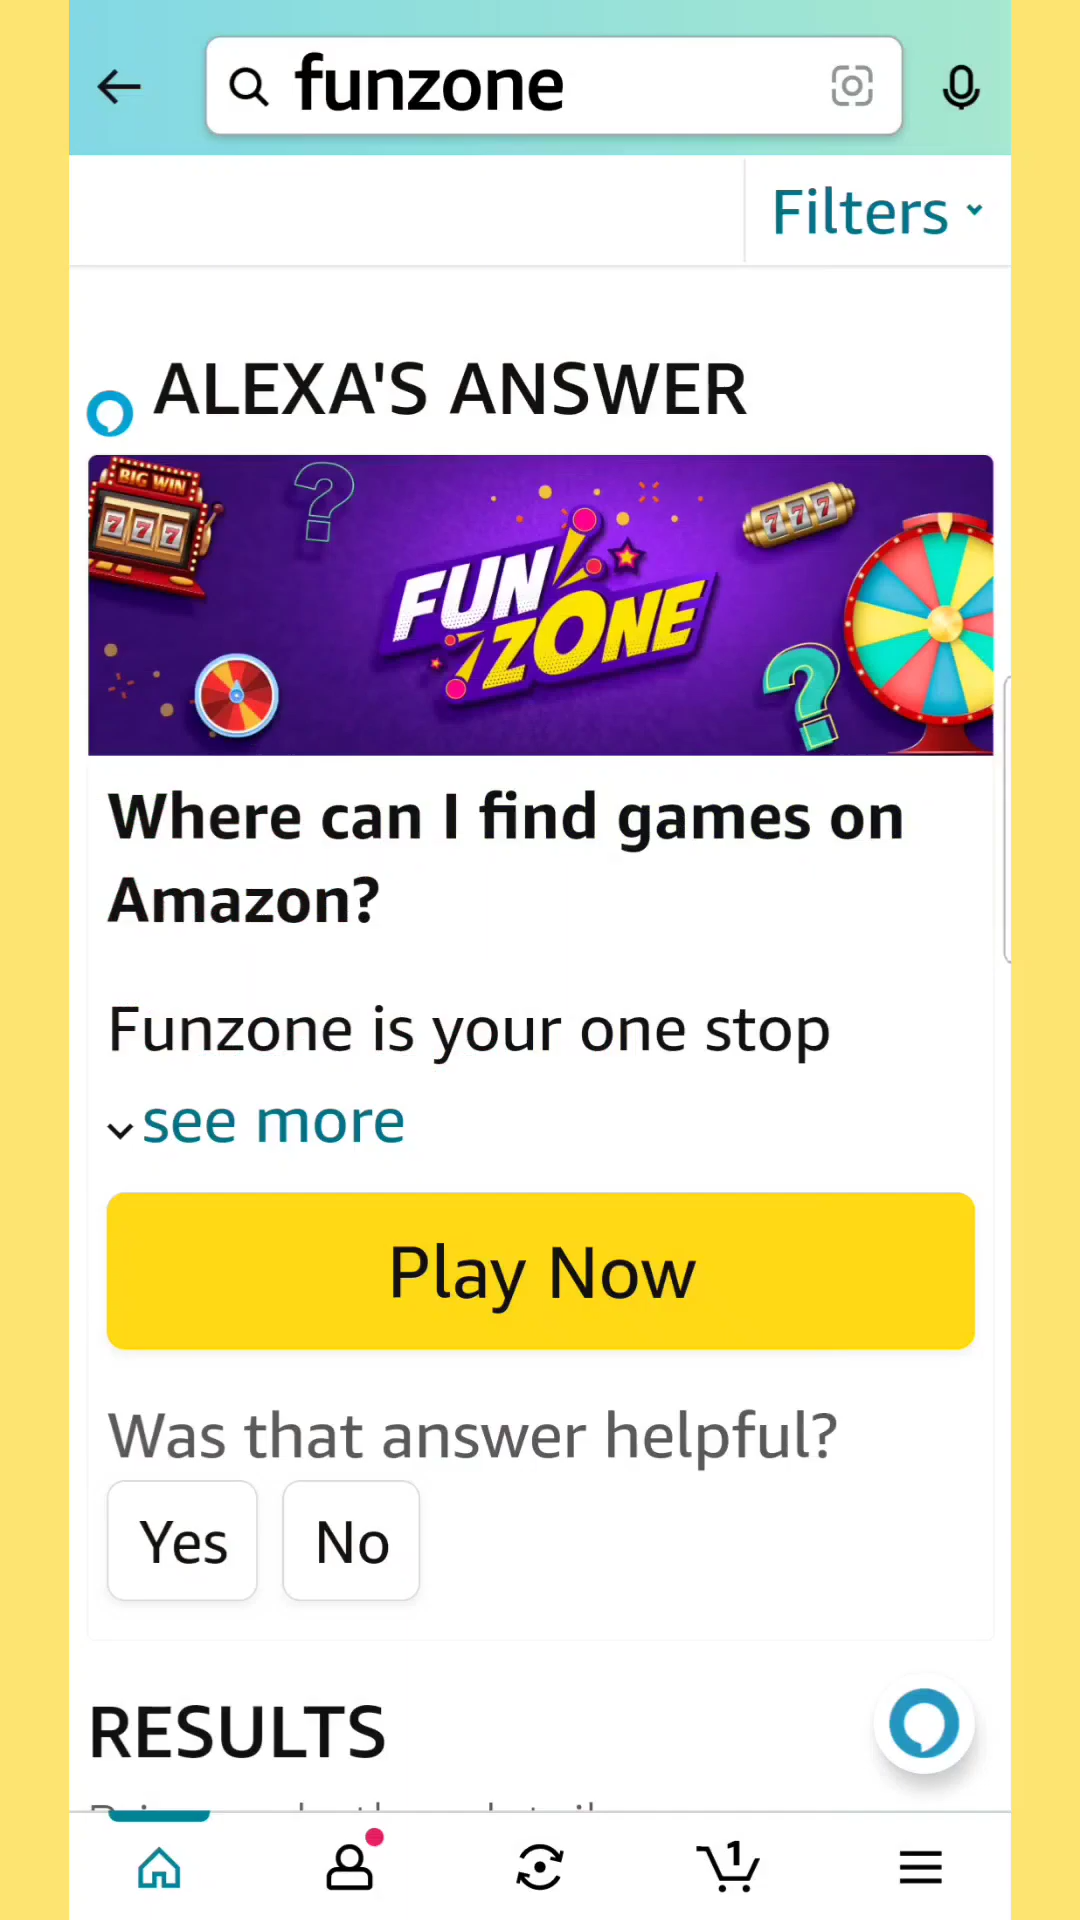 funzone
Filters
ALEXA'S ANSWER
BIG WIN
777
777
FUN
ZONE
Where can I find games on
Amazon?
Funzone is your one stop
see more
Play Now
Was that answer helpful?
Yes
No
RESULTS
1